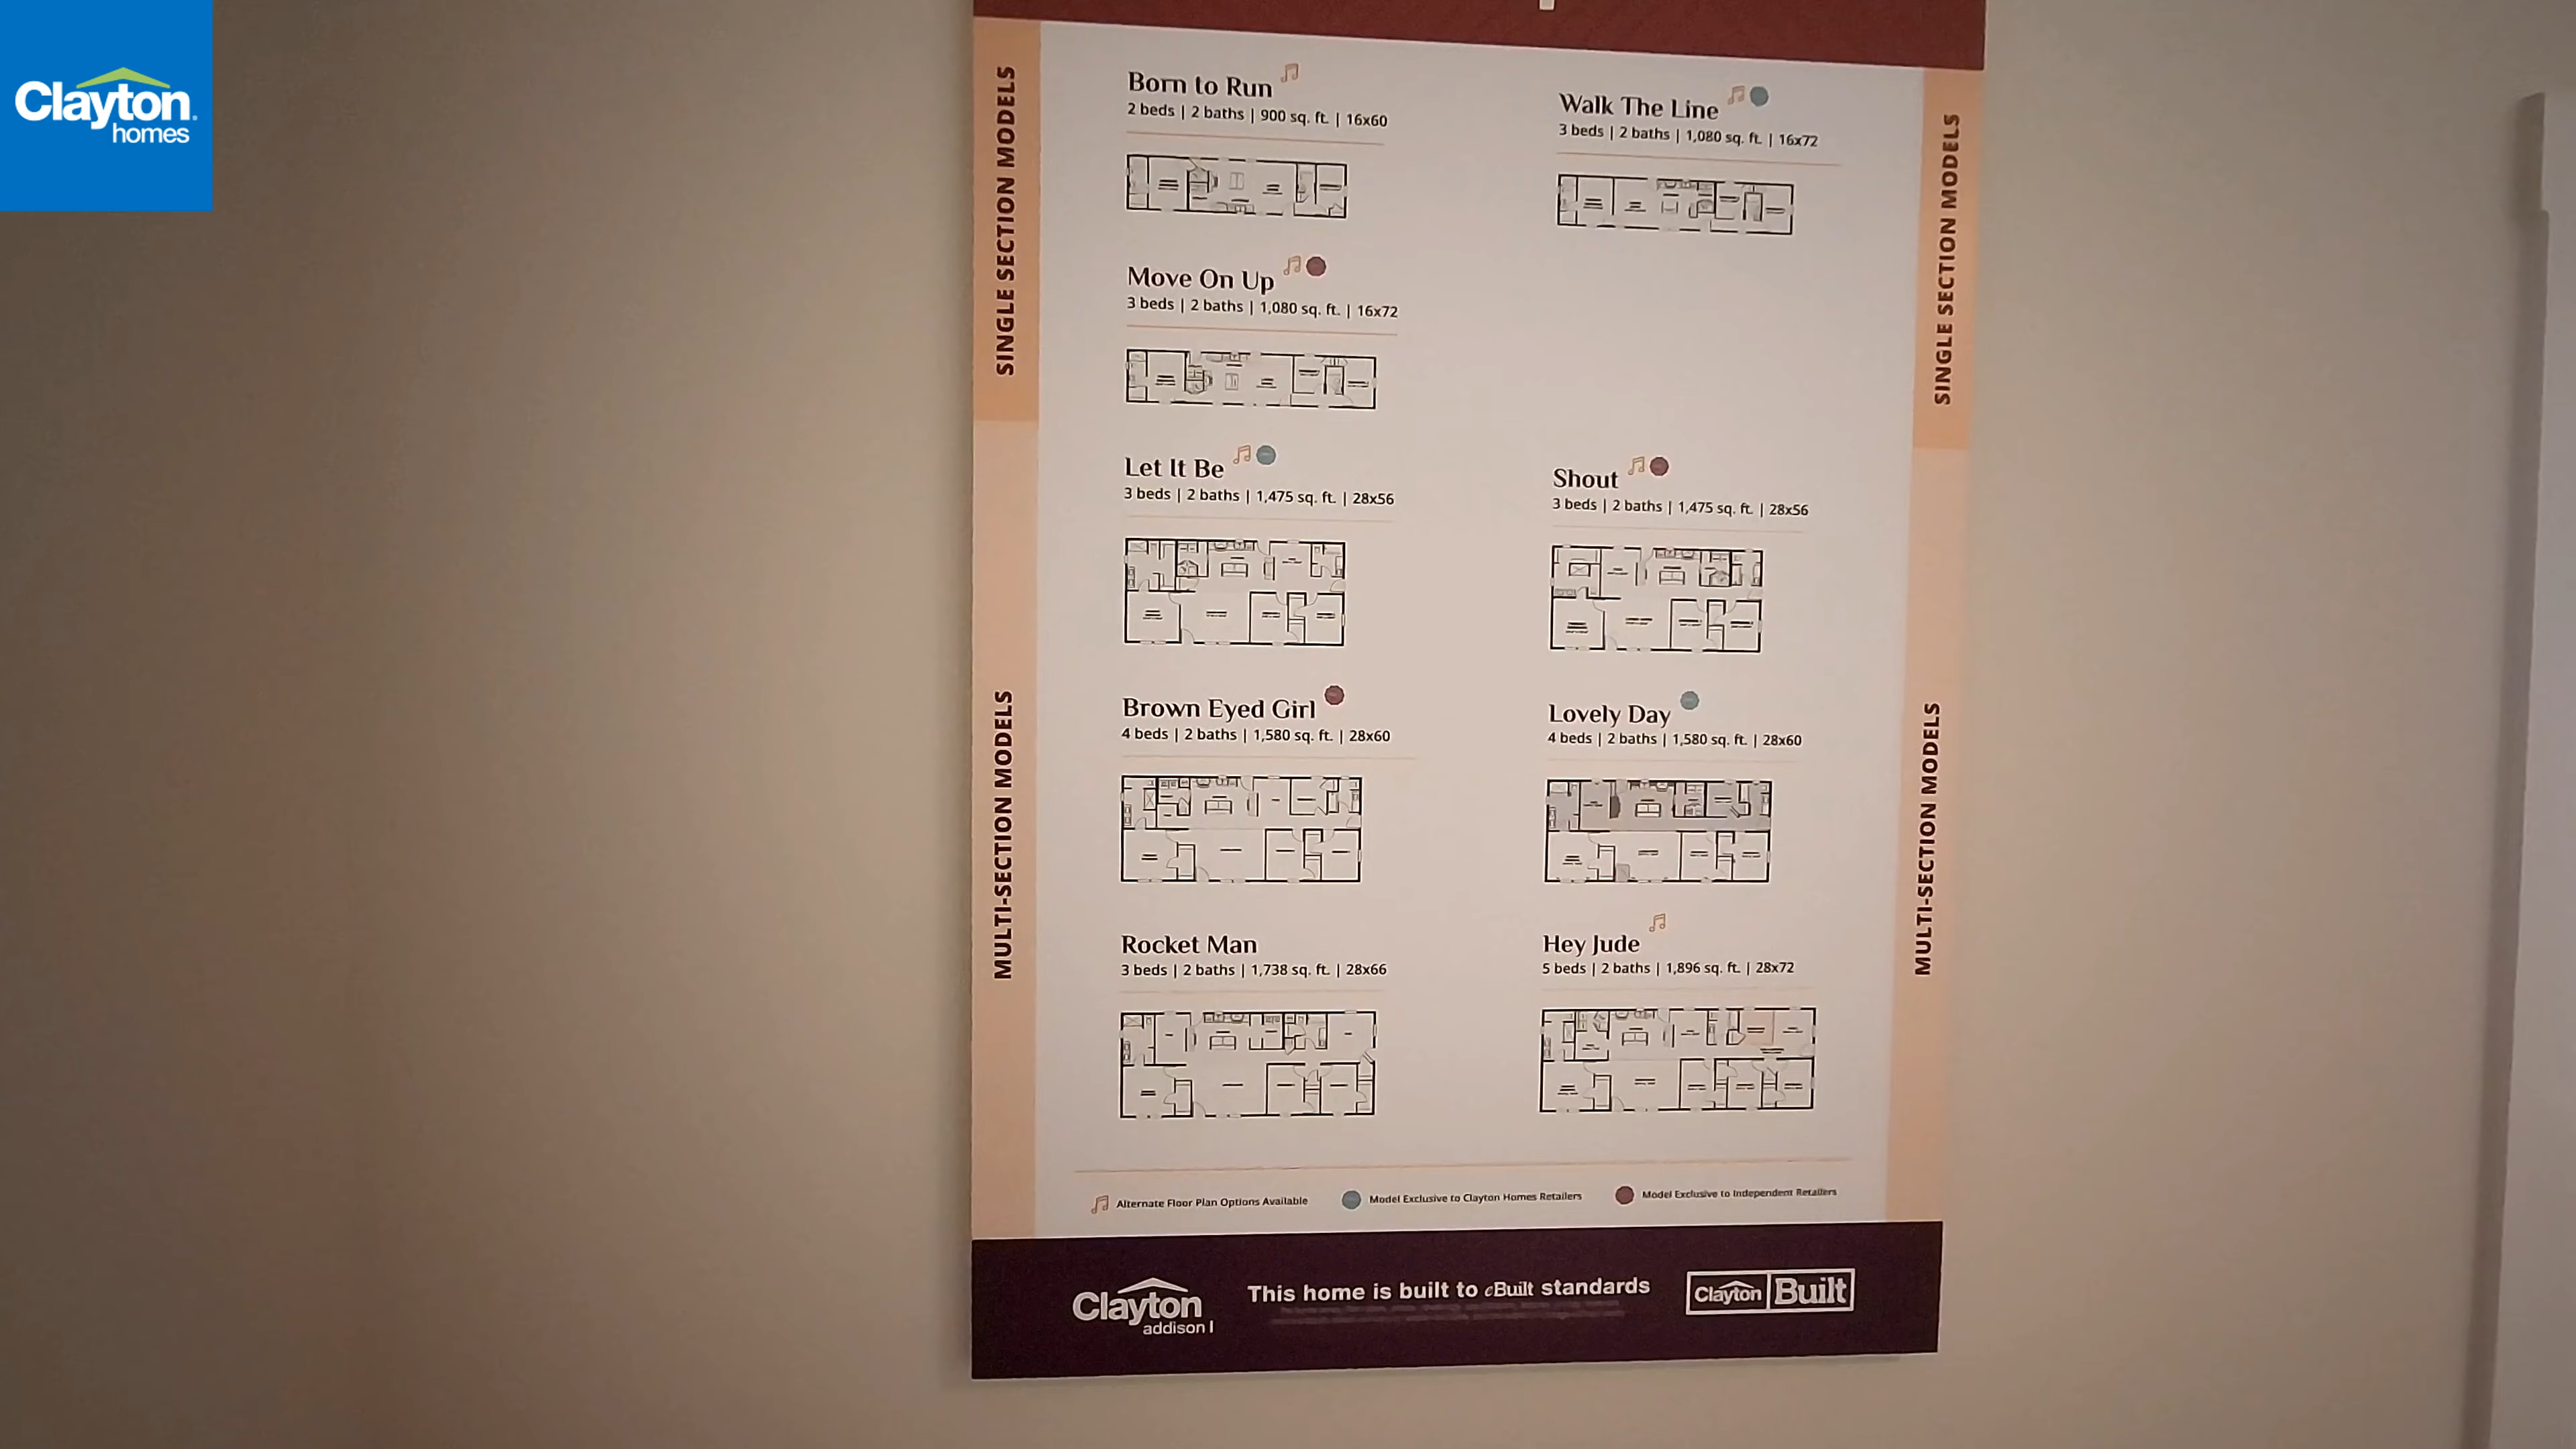 Clayton
homes
SINGLE SECTION MODELS
Born to Run
2 beds | 2 baths | 900 sq. ft. | 16x60
Walk The Line
3 beds | 2 baths | 1,080 sq. ft. | 16x72
SINGLE SECTION MODELS
Move On Up
3 beds | 2 baths | 1,080 sq. ft. | 16x72
MULTI-SECTION MODELS
Let It Be
3 beds | 2 baths | 1,475 sq. ft. | 28x56
Shout
3 beds | 2 baths | 1,475 sq. ft. | 28x56
MULTI-SECTION MODELS
Brown Eyed Girl
4 beds | 2 baths | 1,580 sq. ft. | 28x60
Lovely Day
4 beds | 2 baths | 1,580 sq. ft. | 28x60
Rocket Man
3 beds | 2 baths | 1,738 sq. ft. | 28x66
Hey Jude
5 beds | 2 baths | 1,896 sq. ft. | 28x72
Alternate Floor Plan Options Available
Model Exclusive to Clayton Homes Retailers
Model Exclusive to Independent Retailers
Clayton
addison I
This home is built to eBuilt standards
Clayton Built